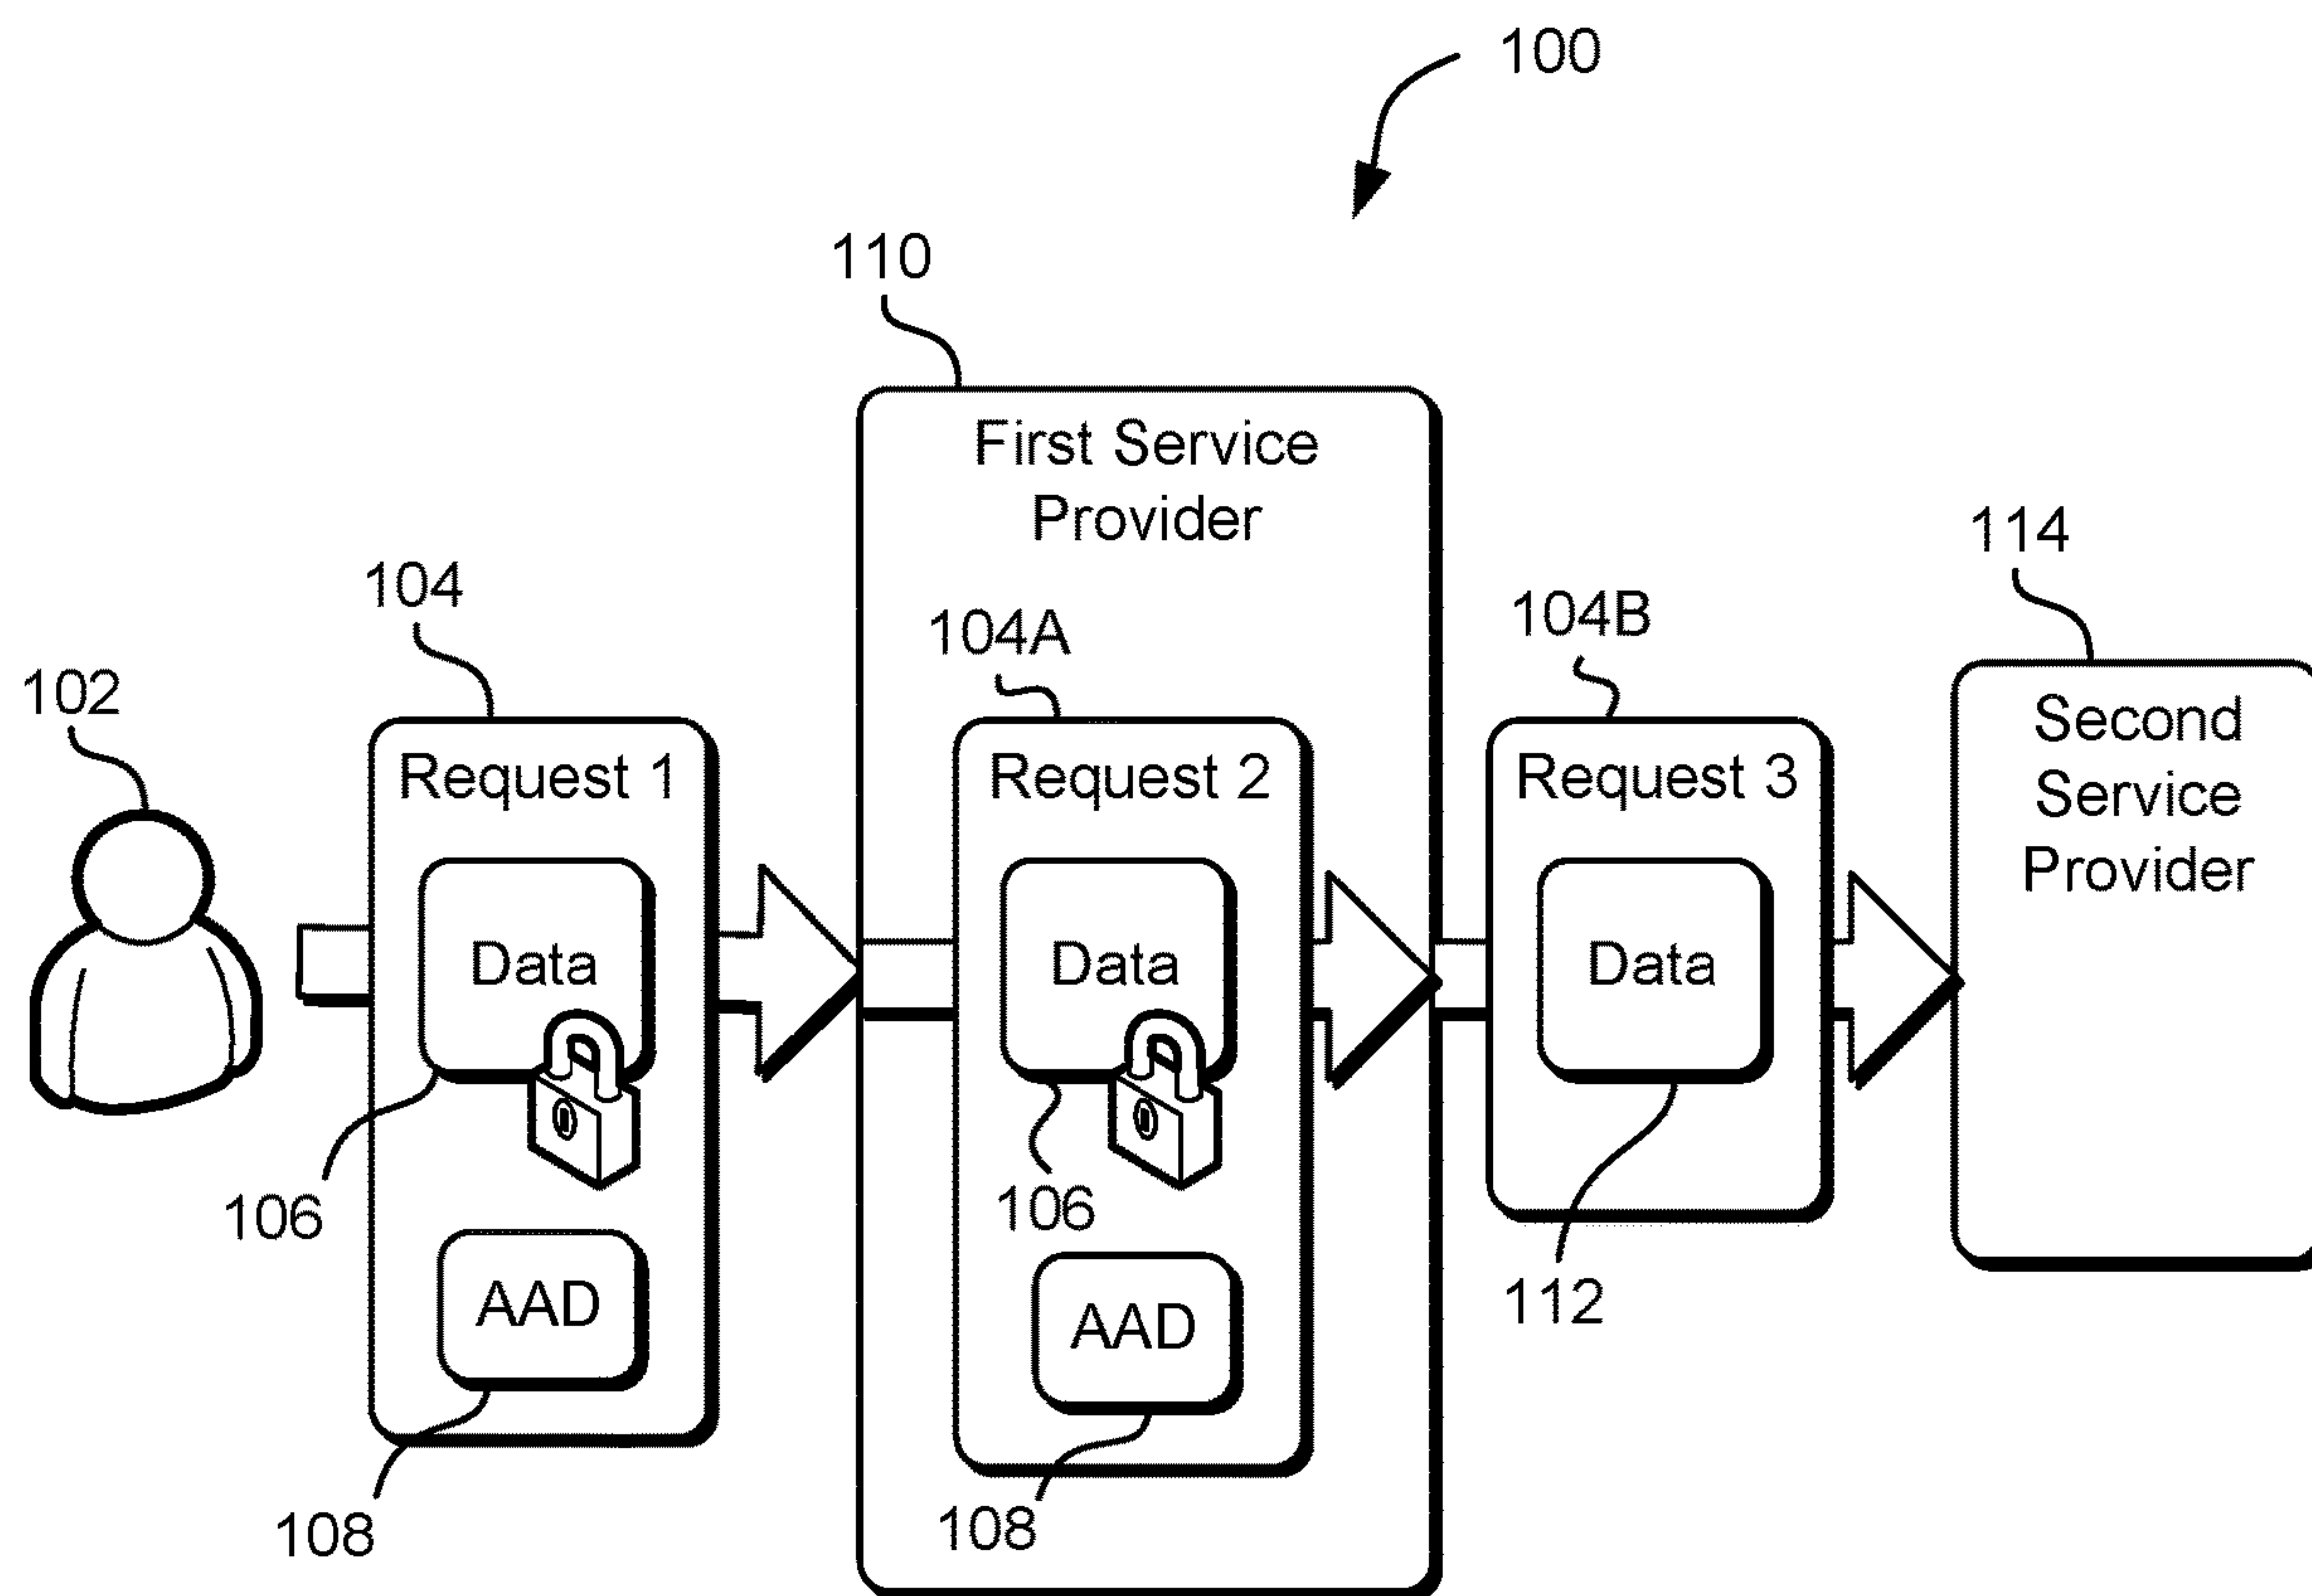 100
110
First Service
Provider
114
104
104A
104B
102
Second
Service
Provider
Request 1
Request 2
Request 3
Data
Data
Data
106
106
112
AAD
AAD
108
108